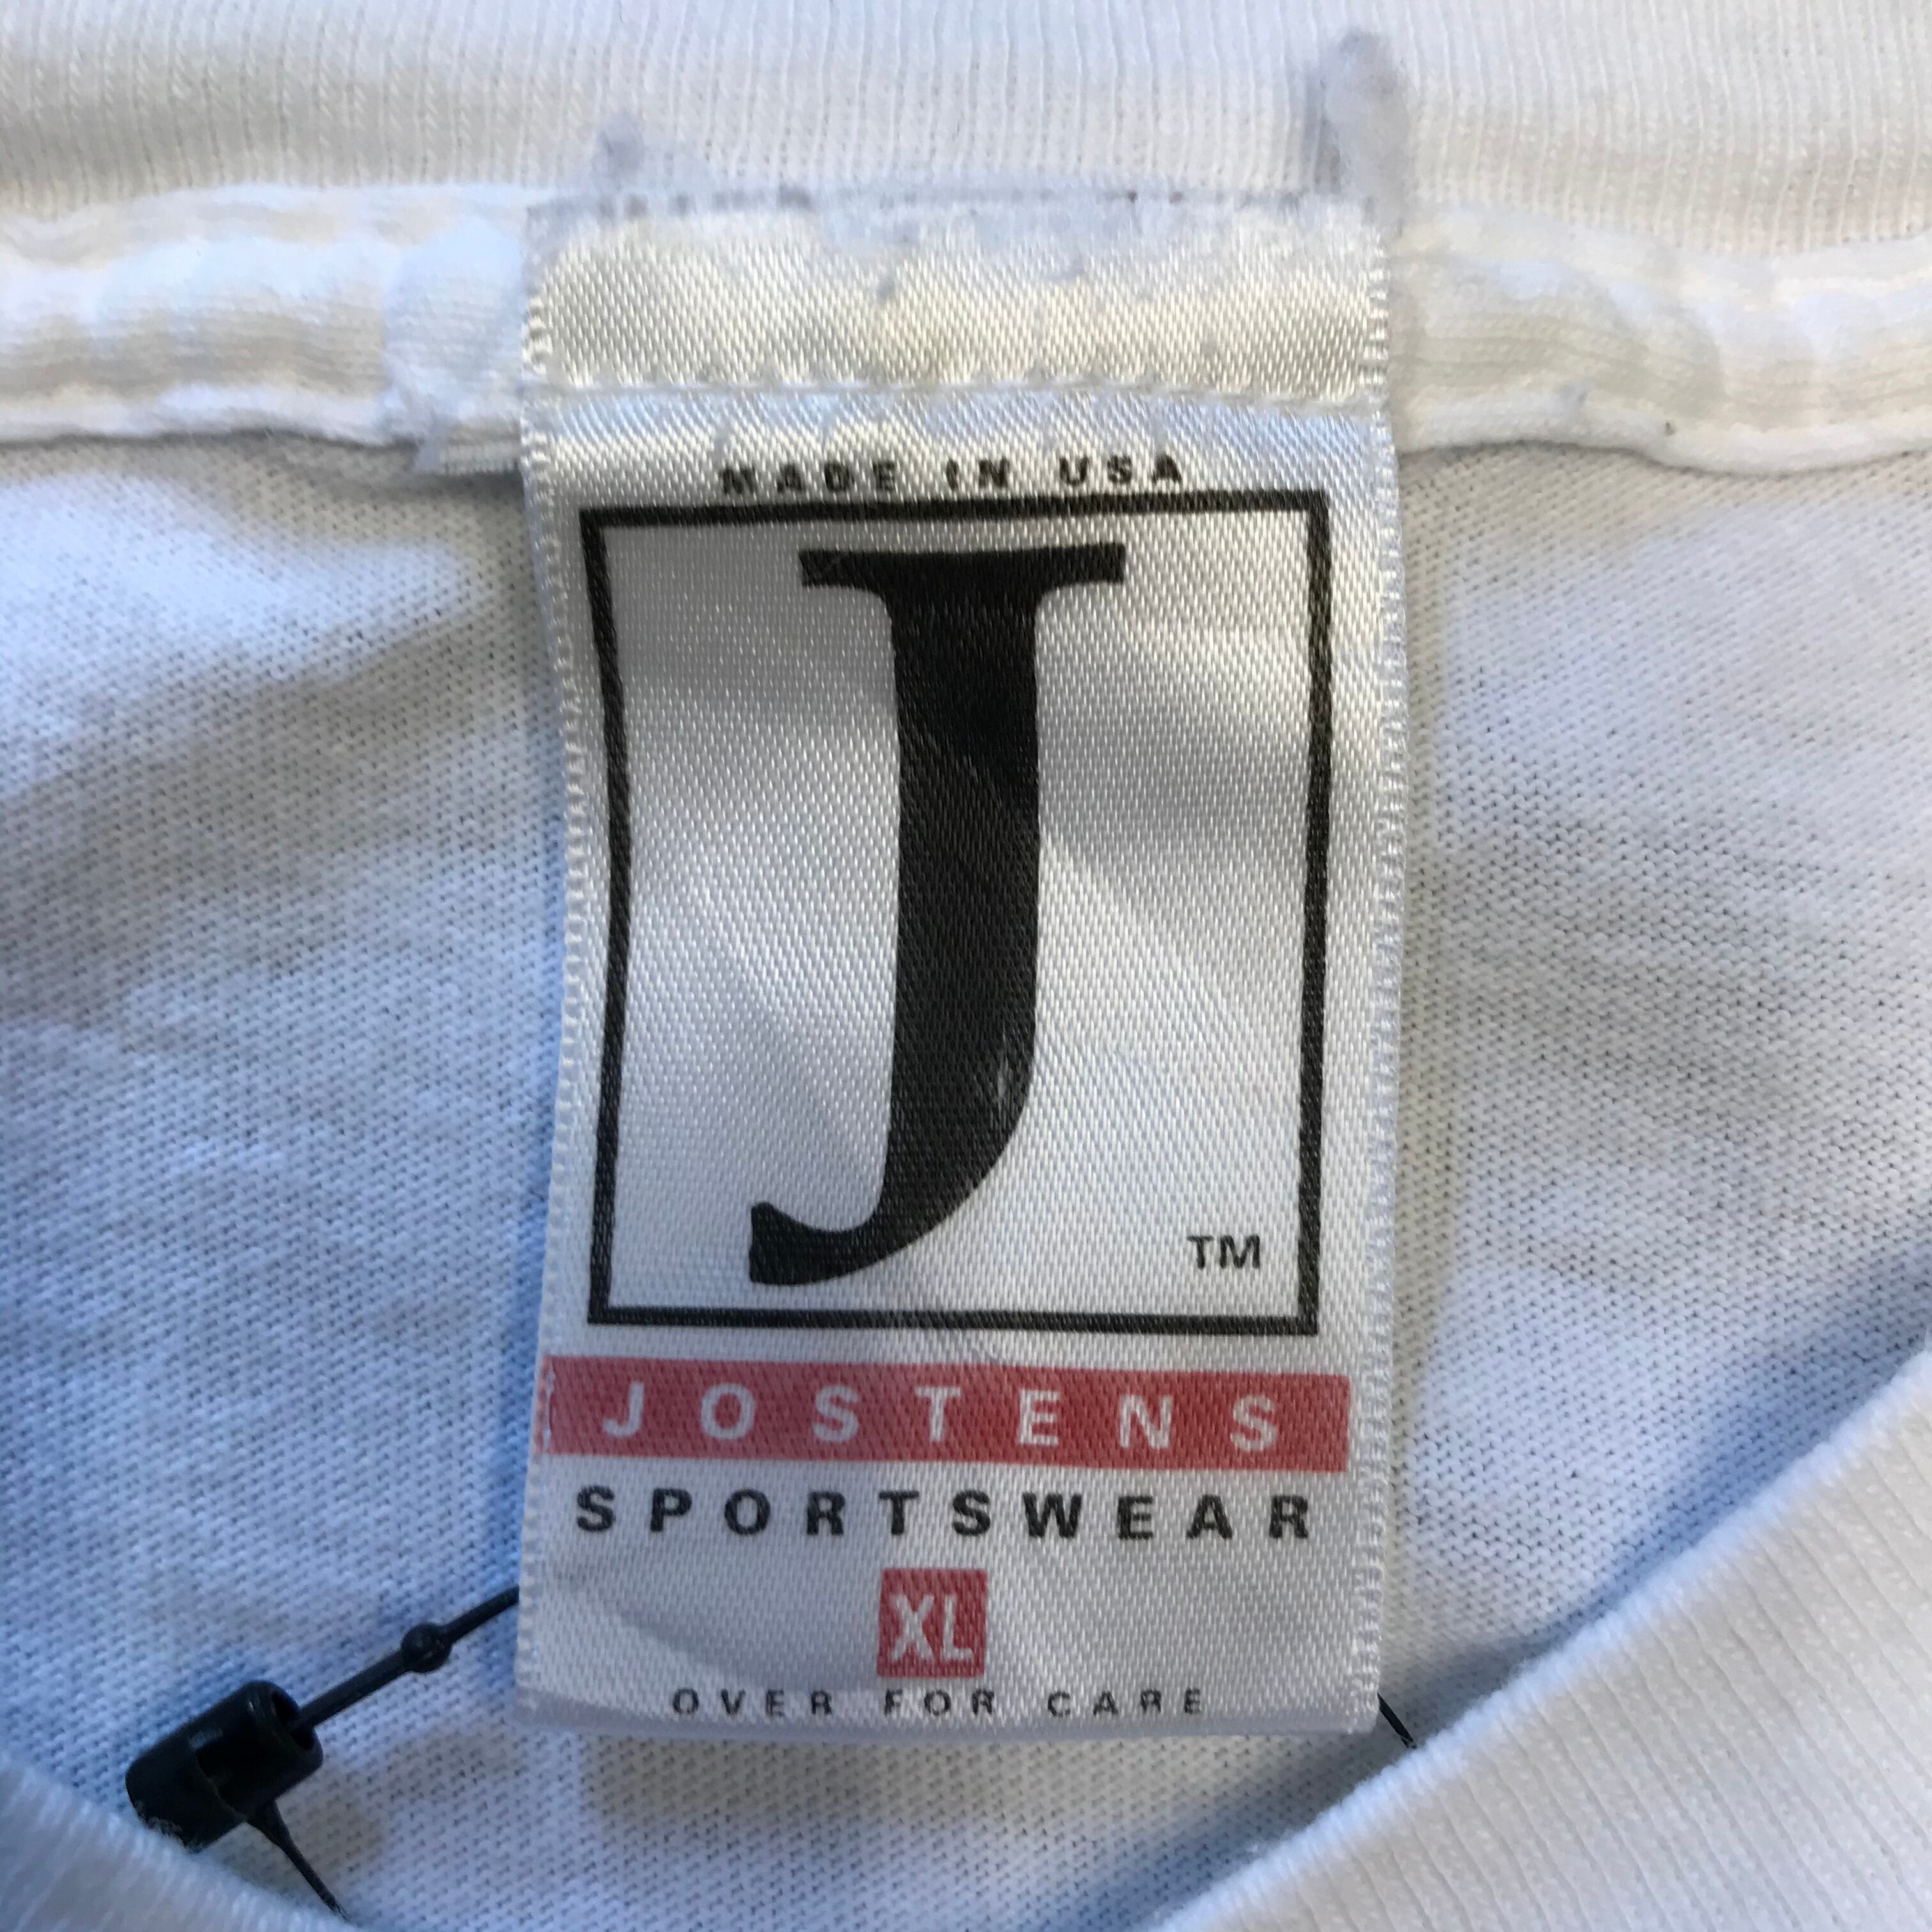 MADE IN USA
J
TM
JOSTENS
SPORTSWEAR
XL
OVER FOR CARE